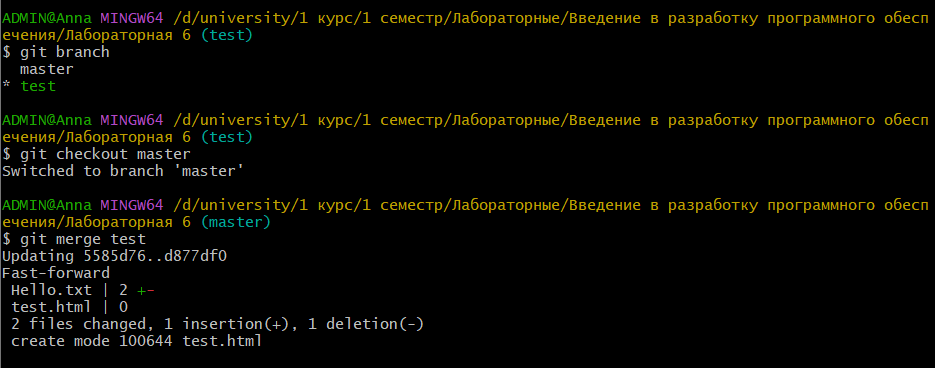 ADMIN@Anna MINGW64 /d/university/1 курс/1 семестр/Лабораторные/Введение в разработку программного обесп
ечения/Лабораторная 6 (test)
$ git branch
  master
* test

ADMIN@Anna MINGW64 /d/university/1 курс/1 семестр/Лабораторные/Введение в разработку программного обесп
ечения/Лабораторная 6 (test)
$ git checkout master
Switched to branch 'master'

ADMIN@Anna MINGW64 /d/university/1 курс/1 семестр/Лабораторные/Введение в разработку программного обесп
ечения/Лабораторная 6 (master)
$ git merge test
Updating 5585d76..d877df0
Fast-forward
 Hello.txt | 2 +-
 test.html | 0
 2 files changed, 1 insertion(+), 1 deletion(-)
 create mode 100644 test.html